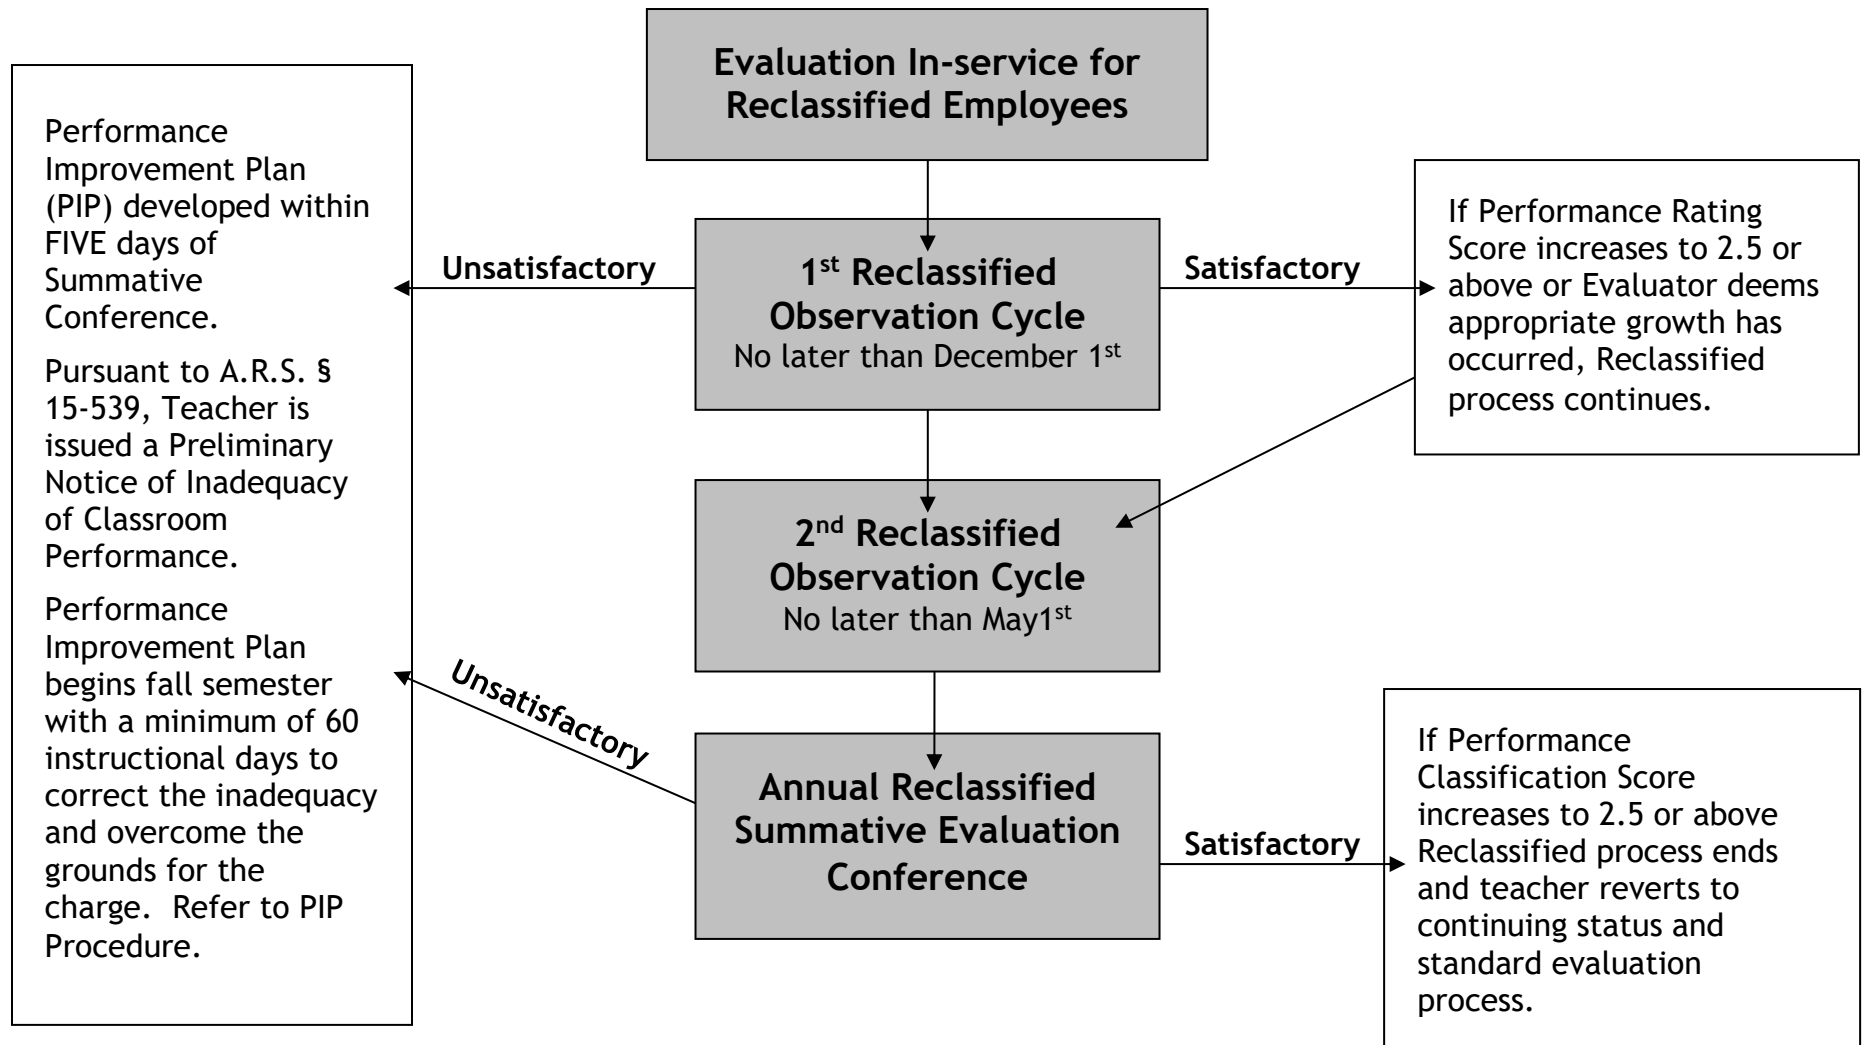 Evaluation In-service for
Reclassified Employees
Performance
Improvement Plan
(PIP) developed within
FIVE days of
Summative
Conference.
Pursuant to A.R.S. §
15-539, Teacher is
issued a Preliminary
Notice of Inadequacy
of Classroom
Performance.
Performance
Improvement Plan
begins fall semester
with a minimum of 60
instructional days to
correct the inadequacy
and overcome the
grounds for the
charge.  Refer to PIP
Procedure.
Unsatisfactory
1st Reclassified
Observation Cycle
No later than December 1st
Satisfactory
If Performance Rating
Score increases to 2.5 or
above or Evaluator deems
appropriate growth has
occurred, Reclassified
process continues.
2nd Reclassified
Observation Cycle
No later than May1st
Unsatisfactory
Annual Reclassified
Summative Evaluation
Conference
Satisfactory
If Performance
Classification Score
increases to 2.5 or above
Reclassified process ends
and teacher reverts to
continuing status and
standard evaluation
process.